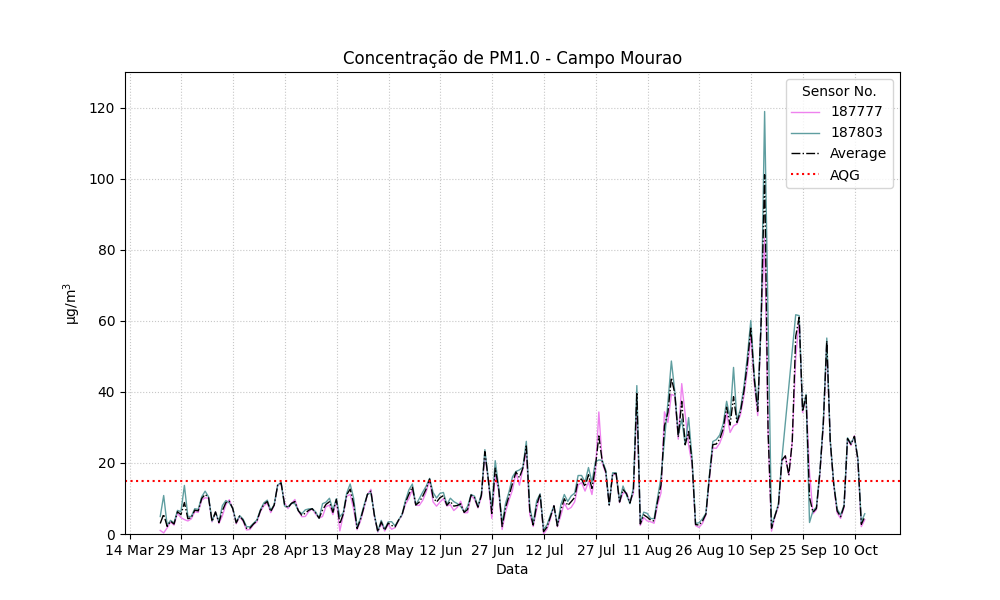 Concentração de PM1.0 - Campo Mourao
Sensor No.
187777
187803
Average
AQG
120
100
80
60
40
20
0
µg/m³
14 Mar 29 Mar 13 Apr 28 Apr 13 May 28 May 12 Jun 27 Jun 12 Jul 27 Jul 11 Aug 26 Aug 10 Sep 25 Sep 10 Oct
Data